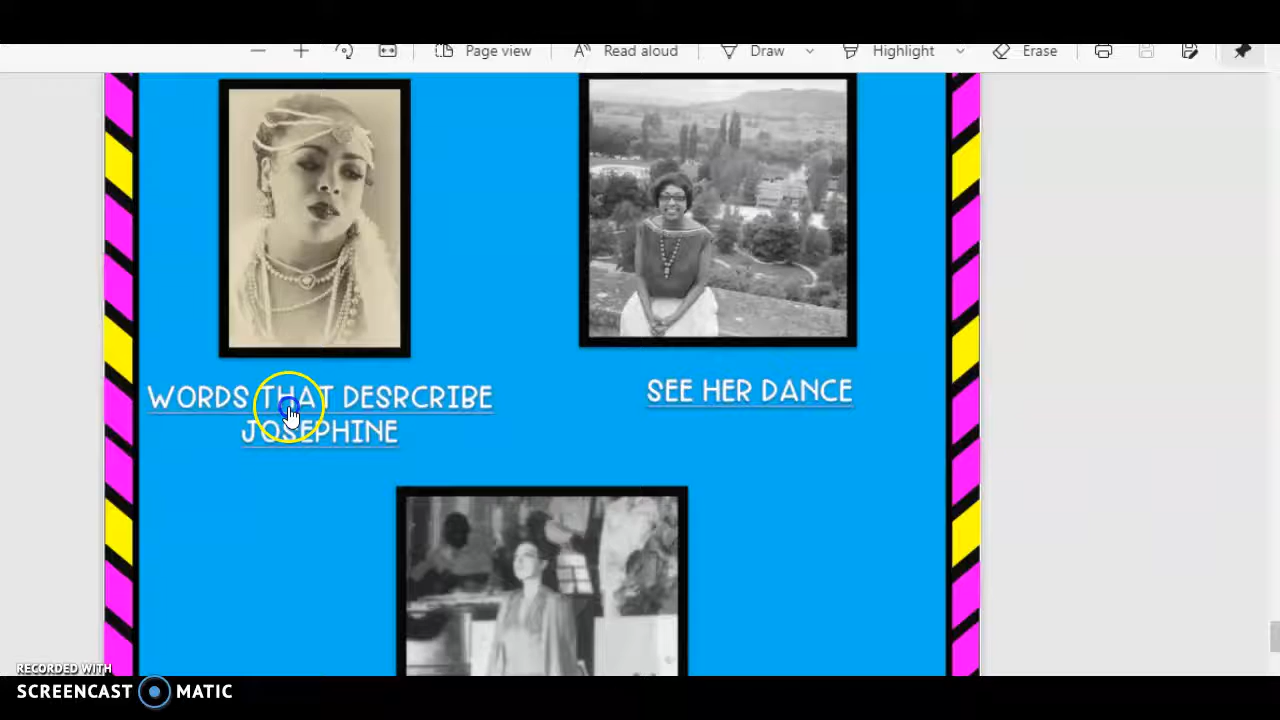 Page view
Read aloud
Draw
Highlight
Erase
WORDS THAT DESRCRIBE
JOSEPHINE
SEE HER DANCE
RECORDED WITH
SCREENCAST MATIC